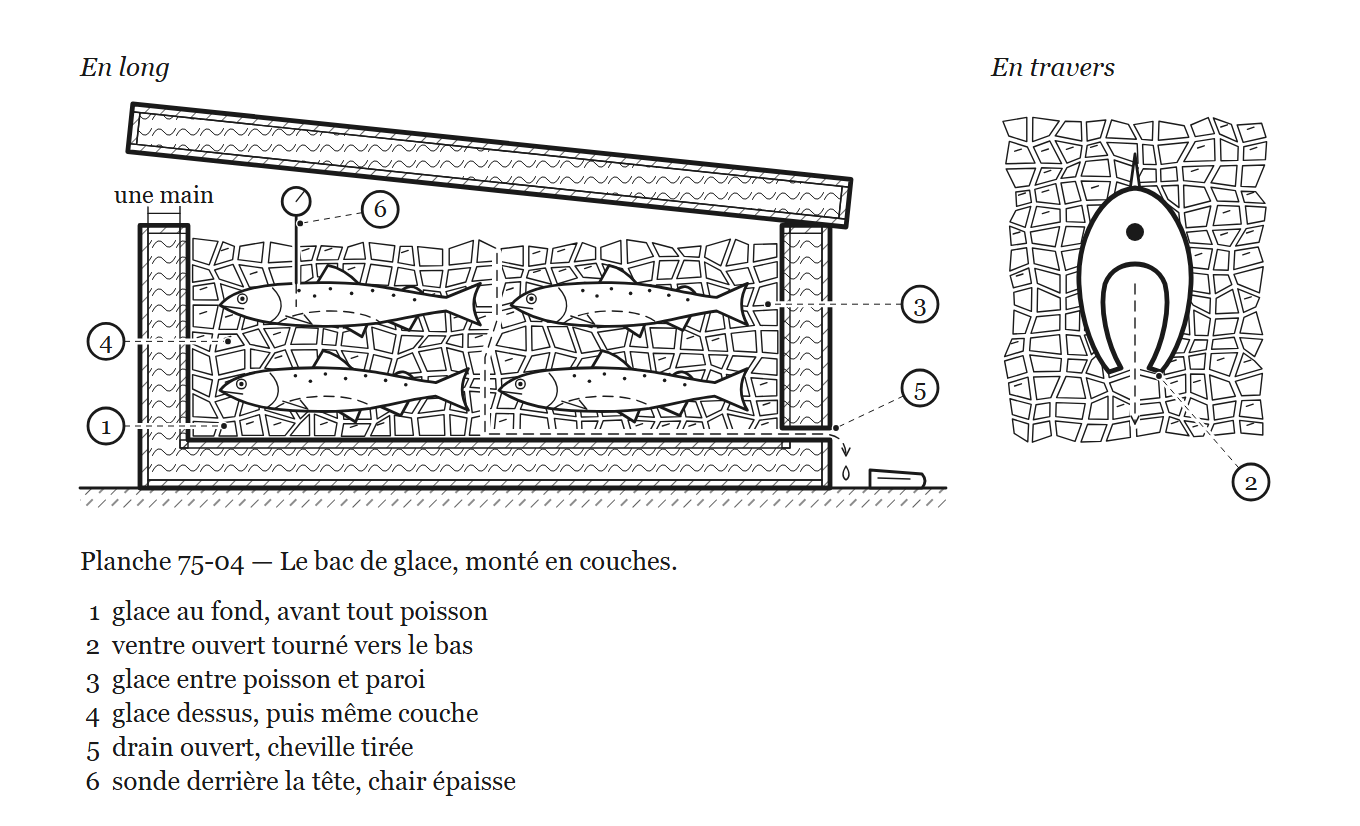 En long
En travers
une main
6
3
4
5
1
2
Planche 75-04 — Le bac de glace, monté en couches.
1 glace au fond, avant tout poisson
2 ventre ouvert tourné vers le bas
3 glace entre poisson et paroi
4 glace dessus, puis même couche
5 drain ouvert, cheville tirée
6 sonde derrière la tête, chair épaisse